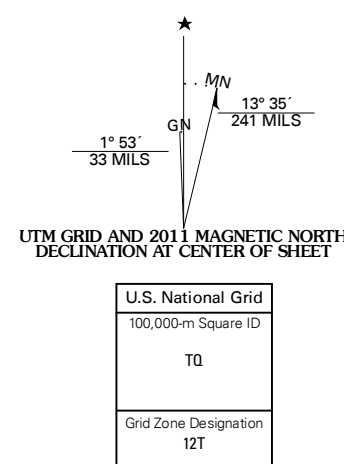 MN
GN
13° 35´
241 MILS
1° 53´
33 MILS
UTM GRID AND 2011 MAGNETIC NORTH
DECLINATION AT CENTER OF SHEET
U.S. National Grid
100,000-m Square ID
TQ
Grid Zone Designation
12T